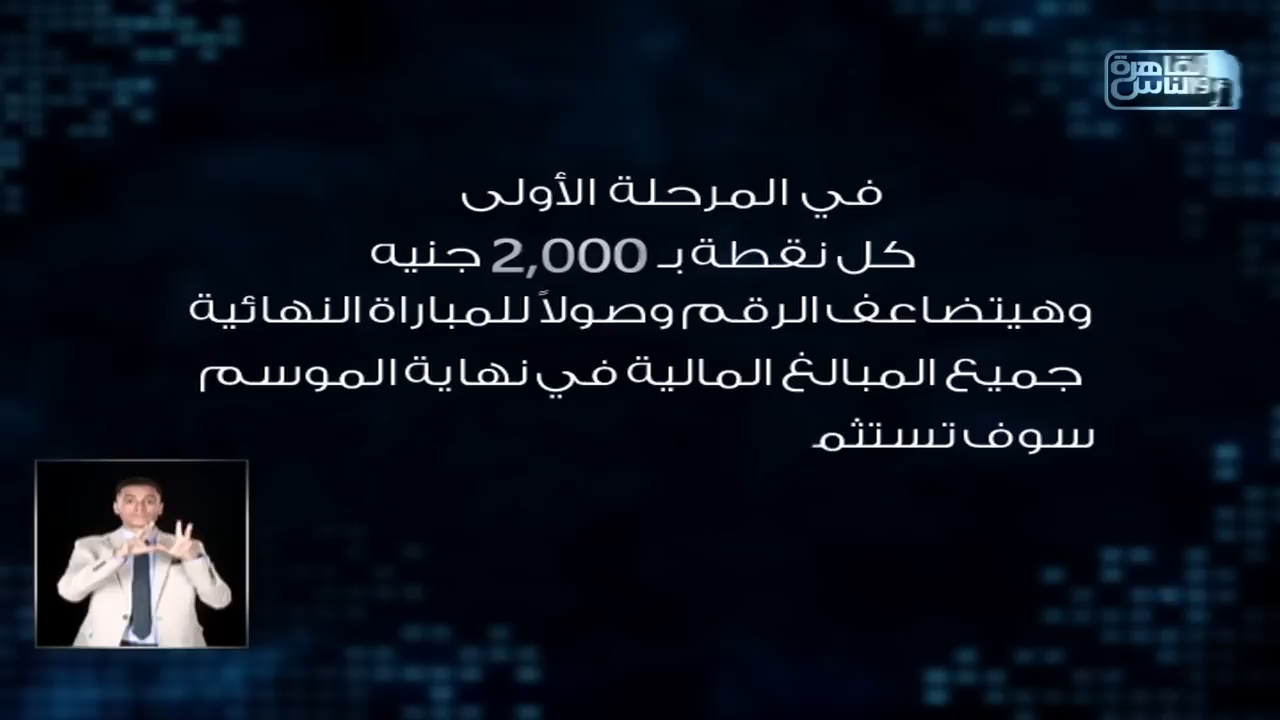 القاهرة
والناس
في المرحلة الأولى
كل نقطة بـ 2,000 جنيه
وهيتضاعف الرقم وصولاً للمباراة النهائية
جميع المبالغ المالية في نهاية الموسم
سوف تستثمـ